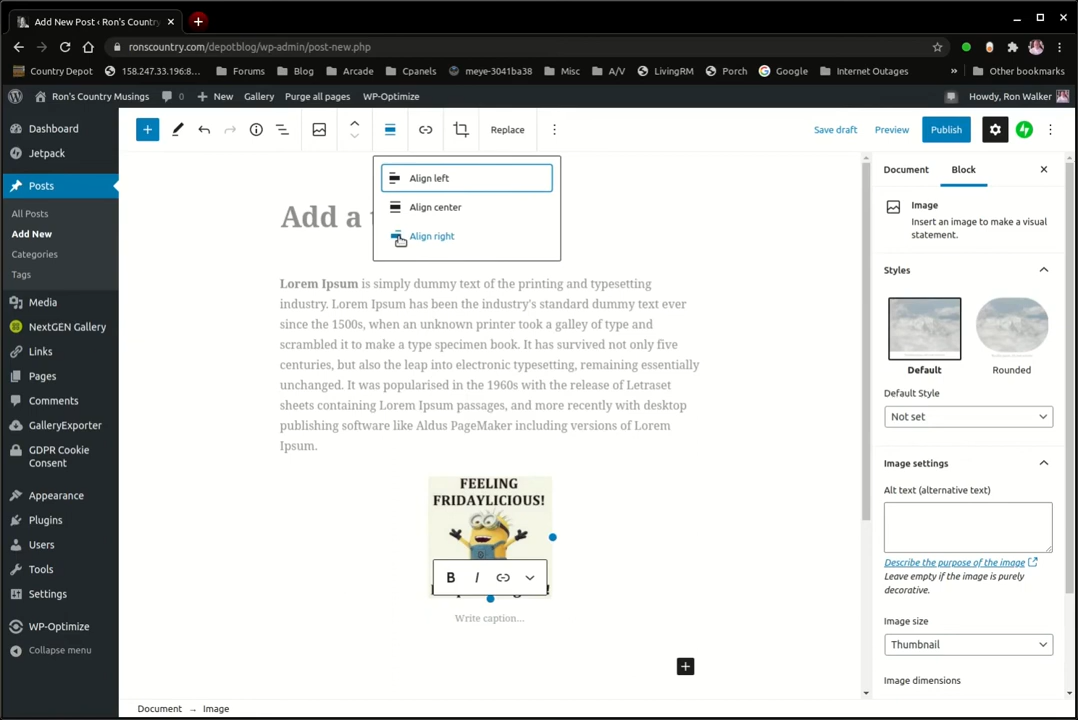 Add New Post ‹ Ron's Country
ronscountry.com/depotblog/wp-admin/post-new.php
Country Depot 158.247.33.196:8... Forums Blog Arcade Cpanels meye-3041ba38 Misc A/V LivingRM Porch Google Internet Outages » Other bookmarks
Ron's Country Musings 0 New Gallery Purge all pages WP-Optimize Howdy, Ron Walker
Dashboard
Jetpack
Posts
All Posts
Add New
Categories
Tags
Media
NextGEN Gallery
Links
Pages
Comments
GalleryExporter
GDPR Cookie
Consent
Appearance
Plugins
Users
Tools
Settings
WP-Optimize
Collapse menu
Replace
Save draft Preview Publish
Align left
Align center
Align right
Add a t
Lorem Ipsum is simply dummy text of the printing and typesetting
industry. Lorem Ipsum has been the industry's standard dummy text ever
since the 1500s, when an unknown printer took a galley of type and
scrambled it to make a type specimen book. It has survived not only five
centuries, but also the leap into electronic typesetting, remaining essentially
unchanged. It was popularised in the 1960s with the release of Letraset
sheets containing Lorem Ipsum passages, and more recently with desktop
publishing software like Aldus PageMaker including versions of Lorem
Ipsum.
FEELING
FRIDAYLICIOUS!
B I
Write caption...
Document Block
Image
Insert an image to make a visual
statement.
Styles
Default Rounded
Default Style
Not set
Image settings
Alt text (alternative text)
Describe the purpose of the image
Leave empty if the image is purely
decorative.
Image size
Thumbnail
Image dimensions
Document → Image